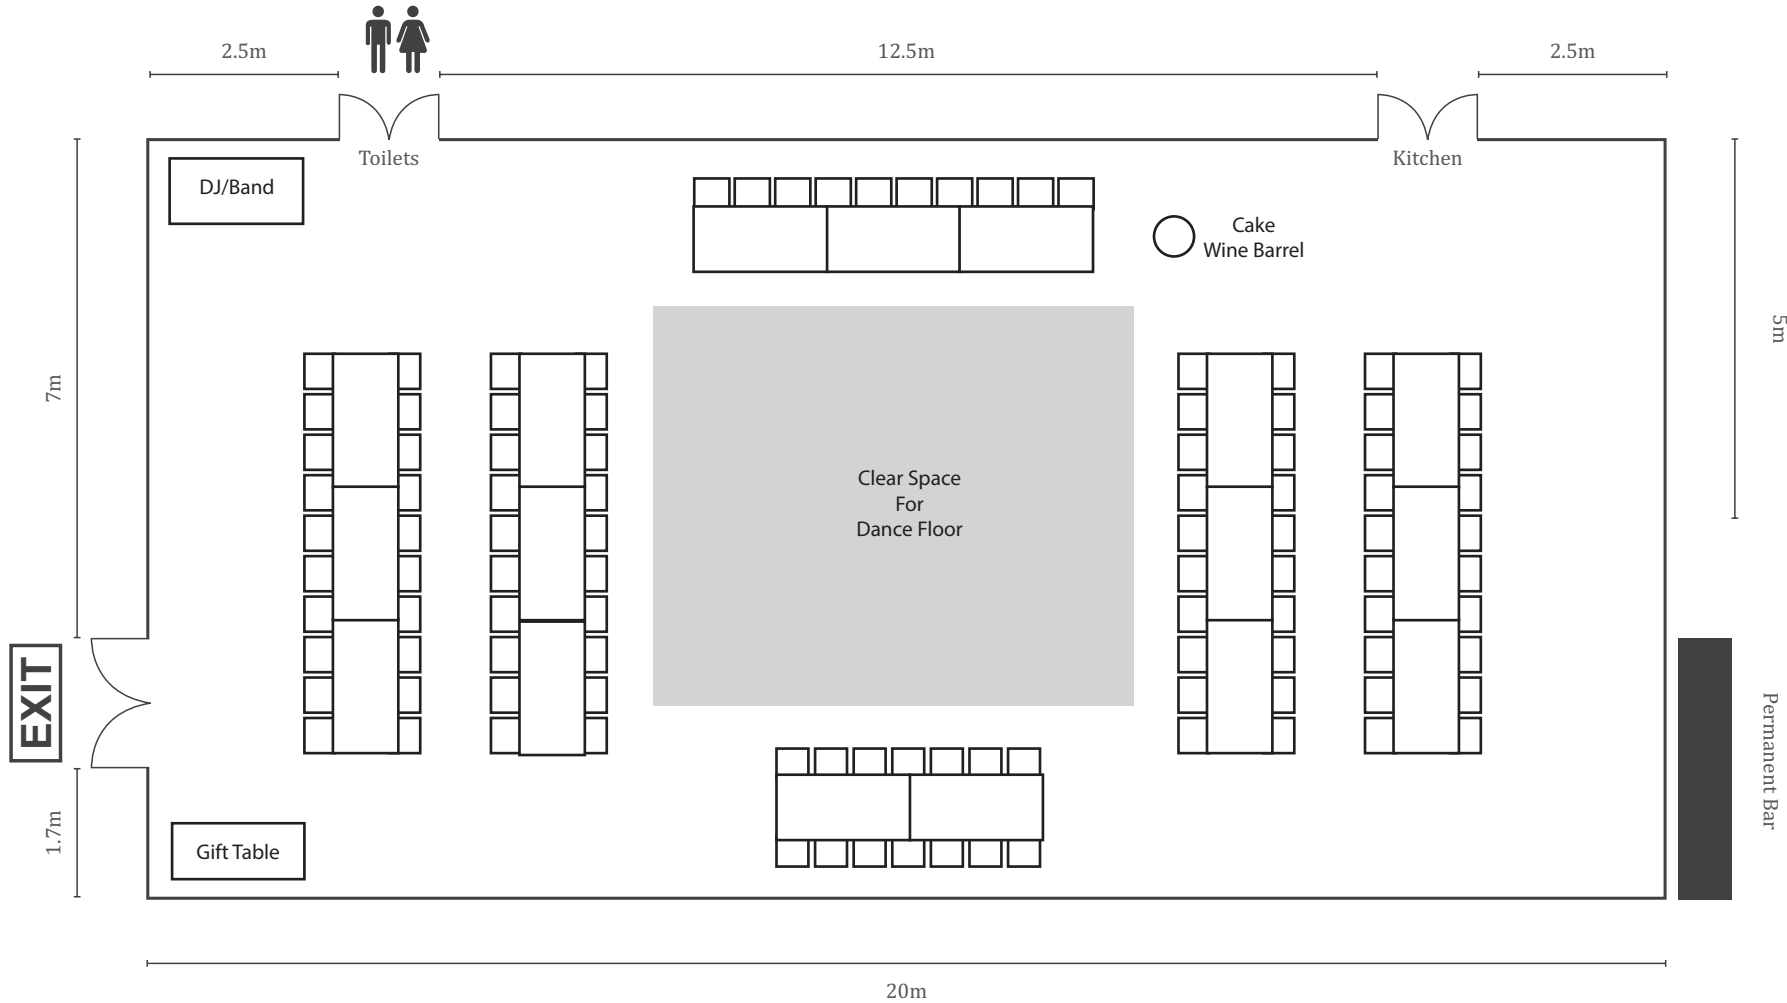 2.5m
12.5m
2.5m
Toilets
Kitchen
DJ/Band
Cake
Wine Barrel
5m
7m
Clear Space
For
Dance Floor
EXIT
Permanent Bar
1.7m
Gift Table
20m